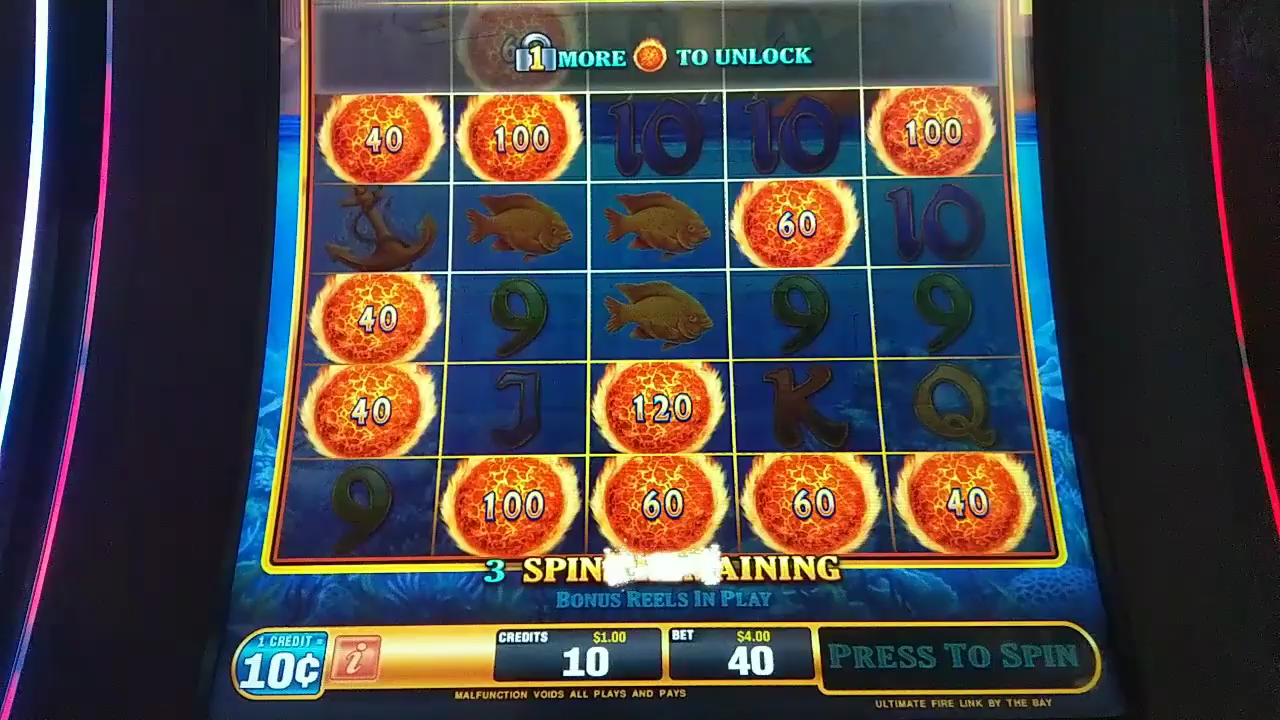 1 MORE TO UNLOCK
40 100 10 10 100
60 10
40 9 9 9
40 J 120 K Q
9 100 60 60 40
3 SPIN AINING
BONUS REELS IN PLAY
1 CREDIT = 10¢
i
CREDITS $1.00 10
BET $4.00 40
PRESS TO SPIN
MALFUNCTION VOIDS ALL PLAYS AND PAYS
ULTIMATE FIRE LINK BY THE BAY